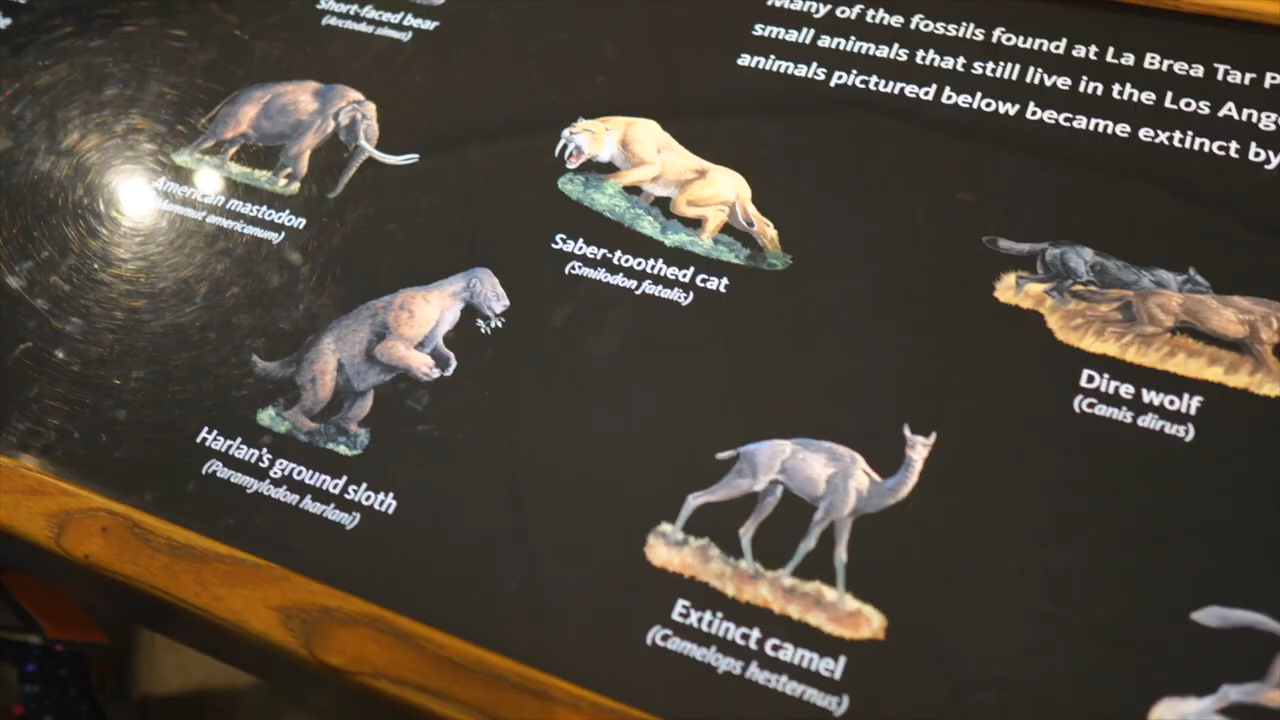 Short-faced bear
(Arctodus simus)
Many of the fossils found at La Brea Tar
small animals that still live in the Los
animals pictured below became extinct by
American mastodon
(Mammut americanum)
Saber-toothed cat
(Smilodon fatalis)
Dire wolf
(Canis dirus)
Harlan's ground sloth
(Paramylodon harlani)
Extinct camel
(Camelops hesternus)